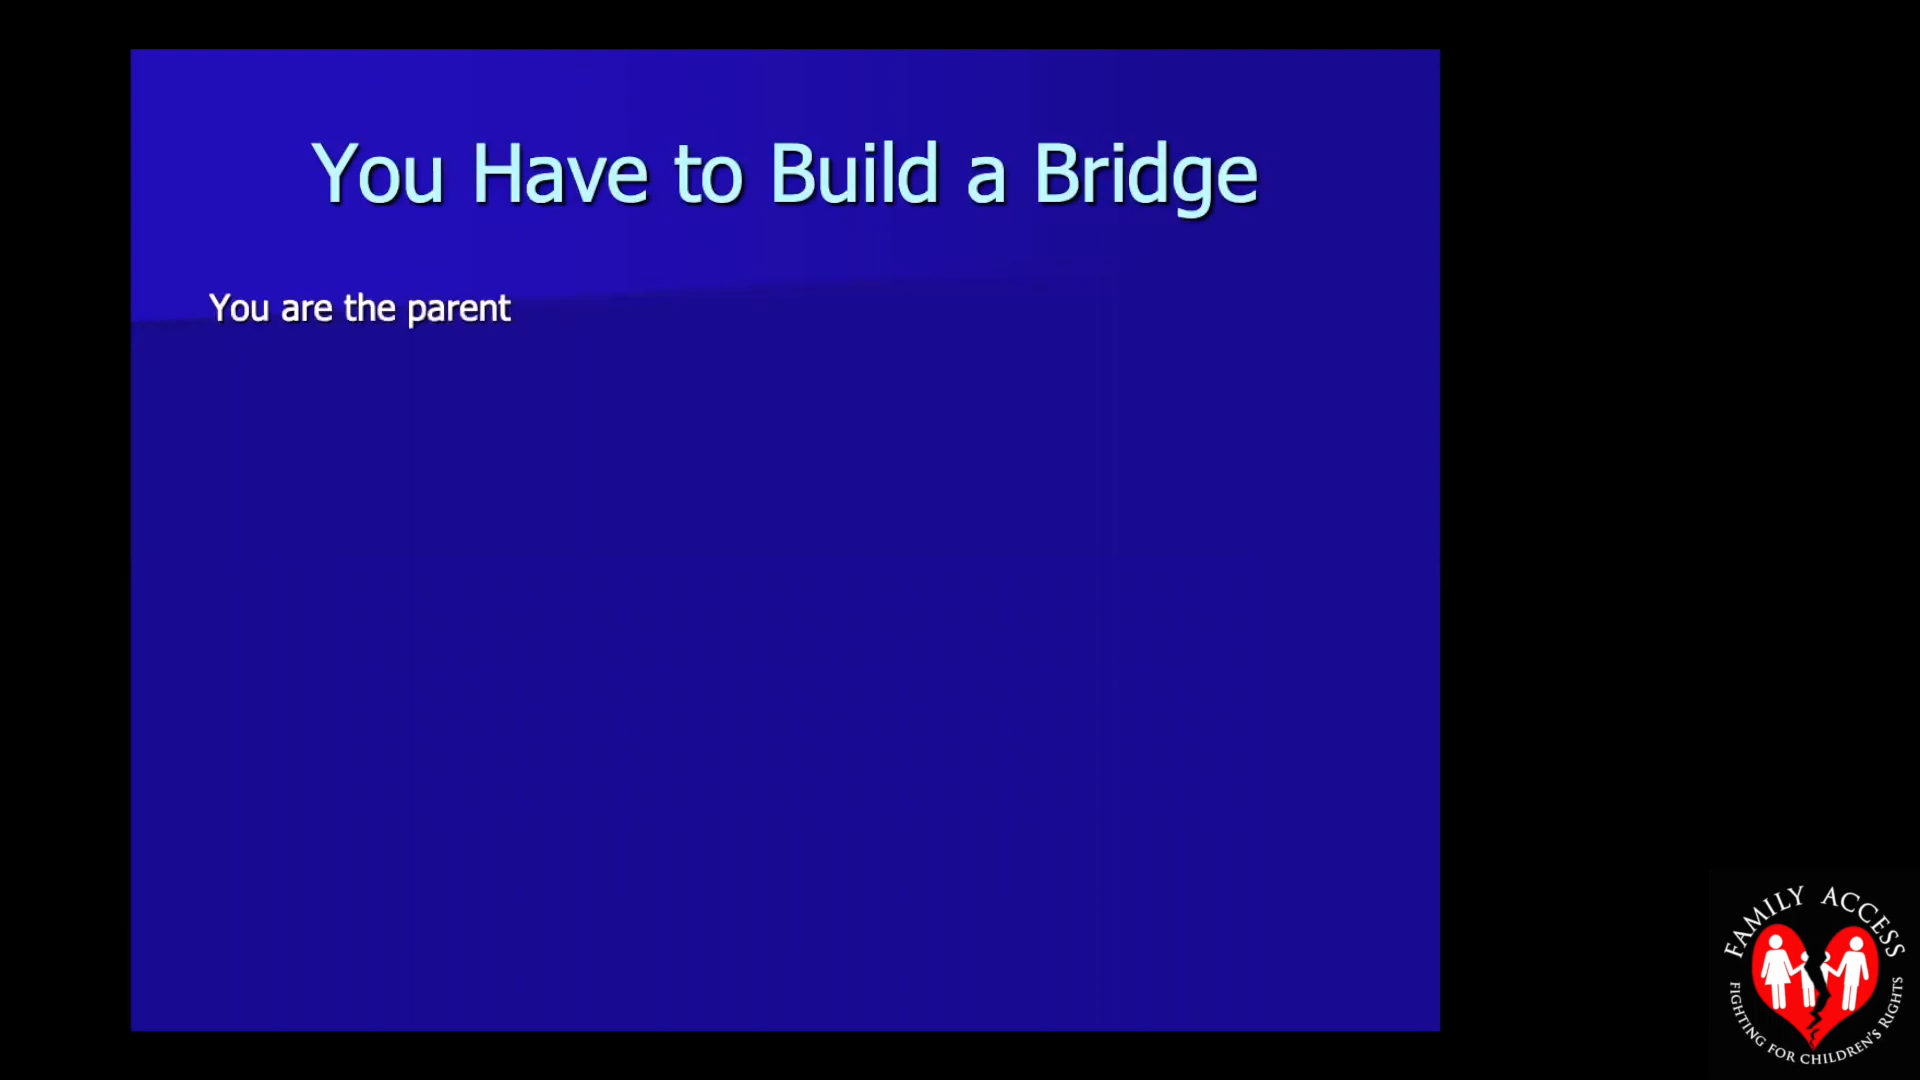 You Have to Build a Bridge
You are the parent
FAMILY ACCESS
FIGHTING FOR CHILDREN'S RIGHTS